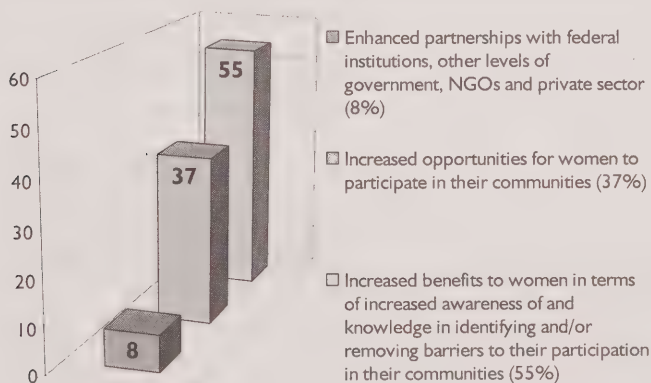 60
50
40
30
20
10
0
55
37
8
Enhanced partnerships with federal
institutions, other levels of
government, NGOs and private sector
(8%)
Increased opportunities for women to
participate in their communities (37%)
Increased benefits to women in terms
of increased awareness of and
knowledge in identifying and/or
removing barriers to their participation
in their communities (55%)